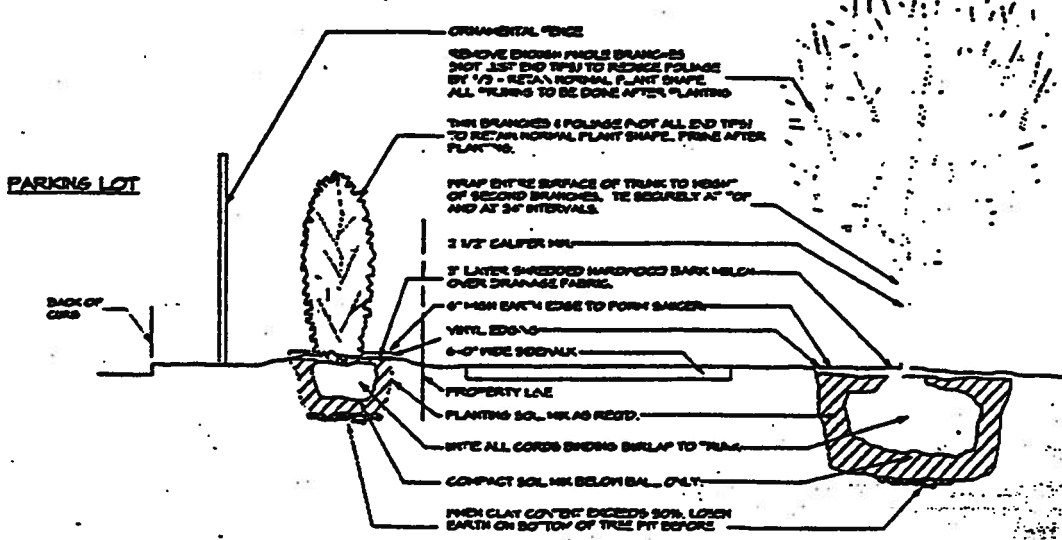 ORNAMENTAL FENCE
REMOVE ENOUGH WHOLE BRANCHES
(NOT JUST END TIPS) TO REDUCE FOLIAGE
BY 1/3 - RETAIN NORMAL PLANT SHAPE
ALL PRUNING TO BE DONE AFTER PLANTING
THIN BRANCHES & FOLIAGE (NOT ALL END TIPS)
TO RETAIN NORMAL PLANT SHAPE. PRUNE AFTER
PLANTING.
PARKING LOT
WRAP ENTIRE SURFACE OF TRUNK TO HEIGHT
OF SECOND BRANCHES. TIE SECURELY AT TOP
AND AT 24" INTERVALS.
2 1/2" CALIPER MIN.
3" LAYER SHREDDED HARDWOOD BARK MULCH
OVER DRAINAGE FABRIC.
BACK OF
CURB
6" HIGH EARTH EDGE TO FORM SAUCER
VINYL EDGING
6'-0" WIDE SIDEWALK
PROPERTY LINE
PLANTING SOIL MIX AS REQ'D.
UNTIE ALL CORDS BINDING BURLAP TO TRUNK
COMPACT SOIL MIX BELOW BALL ONLY.
WHEN CLAY CONTENT EXCEEDS 50%, LOOSEN
EARTH ON BOTTOM OF TREE PIT BEFORE